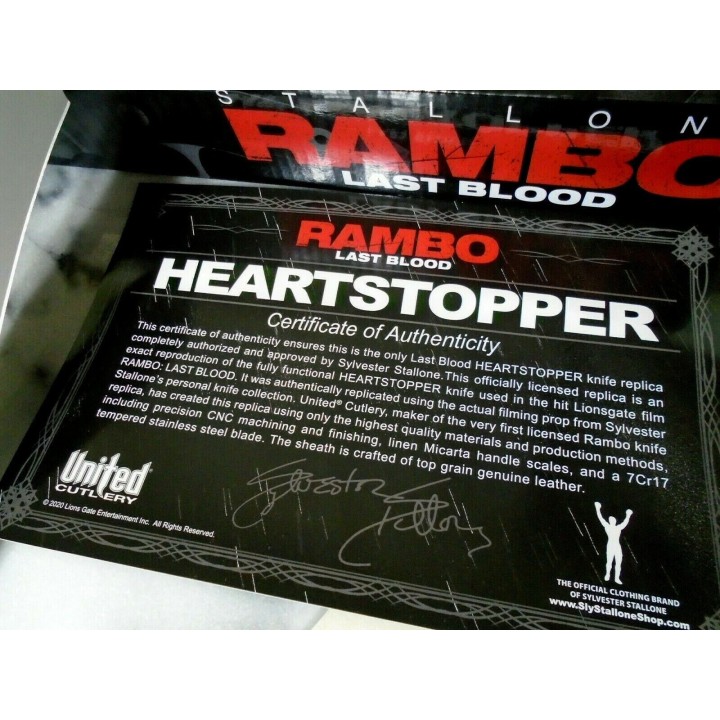 STALLON
RAMBO
LAST BLOOD
RAMBO
LAST BLOOD
HEARTSTOPPER
Certificate of Authenticity
This certificate of authenticity ensures this is the only Last Blood HEARTSTOPPER knife replica
completely authorized and approved by Sylvester Stallone.This officially licensed replica is an
exact reproduction of the fully functional HEARTSTOPPER knife used in the hit Lionsgate film
RAMBO: LAST BLOOD. It was authentically replicated using the actual filming prop from Sylvester
Stallone's personal knife collection. United® Cutlery, maker of the very first licensed Rambo knife
replica, has created this replica using only the highest quality materials and production methods,
including precision CNC machining and finishing, linen Micarta handle scales, and a 7Cr17
tempered stainless steel blade. The sheath is crafted of top grain genuine leather.
United
CUTLERY
© 2020 Lions Gate Entertainment Inc. All Rights Reserved.
Sylvester Stallone
THE OFFICIAL CLOTHING BRAND
OF SYLVESTER STALLONE
www.SlyStalloneShop.com